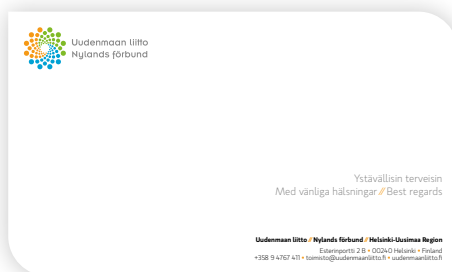 Uudenmaan liitto
Nylands förbund
Ystävällisin terveisin
Med vänliga hälsningar // Best regards
Uudenmaan liitto // Nylands förbund // Helsinki-Uusimaa Region
Esterinportti 2 B • 00240 Helsinki • Finland
+358 9 4767 411 • toimisto@uudenmaanliitto.fi • uudenmaanliitto.fi